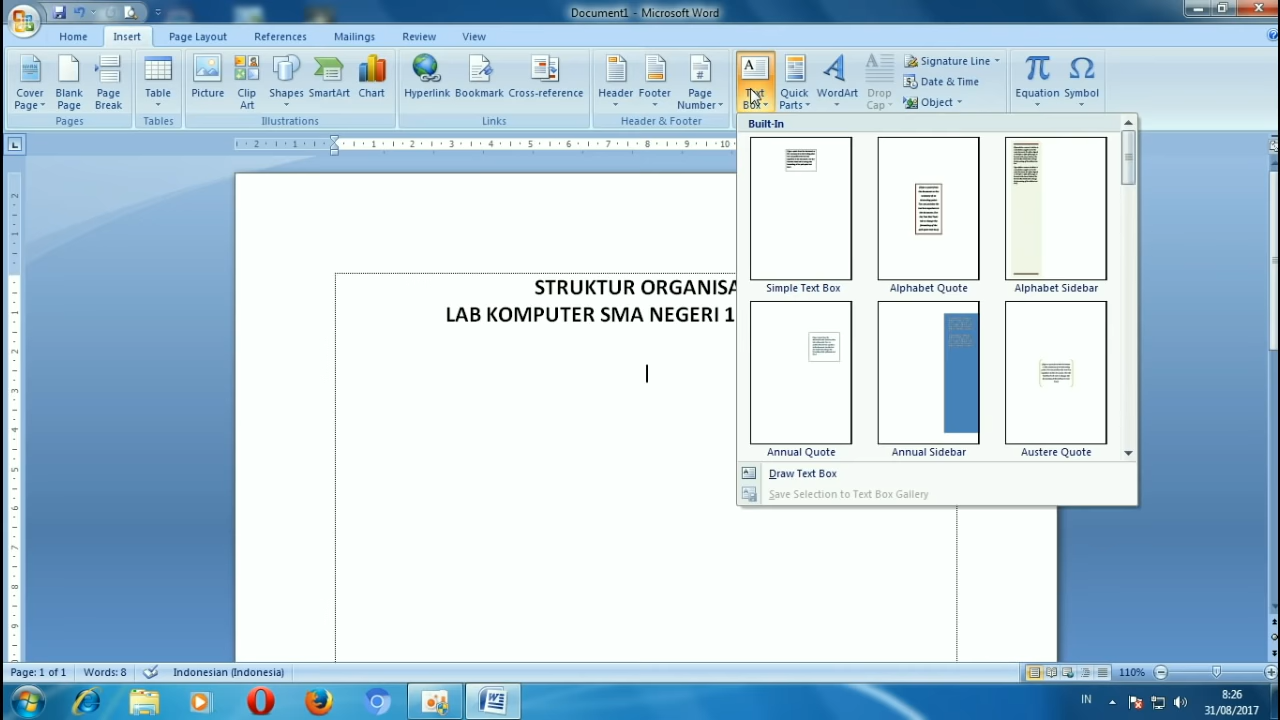 Document1 - Microsoft Word
Home Insert Page Layout References Mailings Review View
Cover Page Blank Page Page Break Table Picture Clip Art Shapes SmartArt Chart Hyperlink Bookmark Cross-reference Header Footer Page Number Text Box Quick Parts WordArt Drop Cap Signature Line Date & Time Object Equation Symbol
Pages Tables Illustrations Links Header & Footer
Built-In
Simple Text Box Alphabet Quote Alphabet Sidebar
Annual Quote Annual Sidebar Austere Quote
Draw Text Box
Save Selection to Text Box Gallery
STRUKTUR ORGANISA
LAB KOMPUTER SMA NEGERI 1
Page: 1 of 1 Words: 8 Indonesian (Indonesia) 110%
IN 8:26
31/08/2017